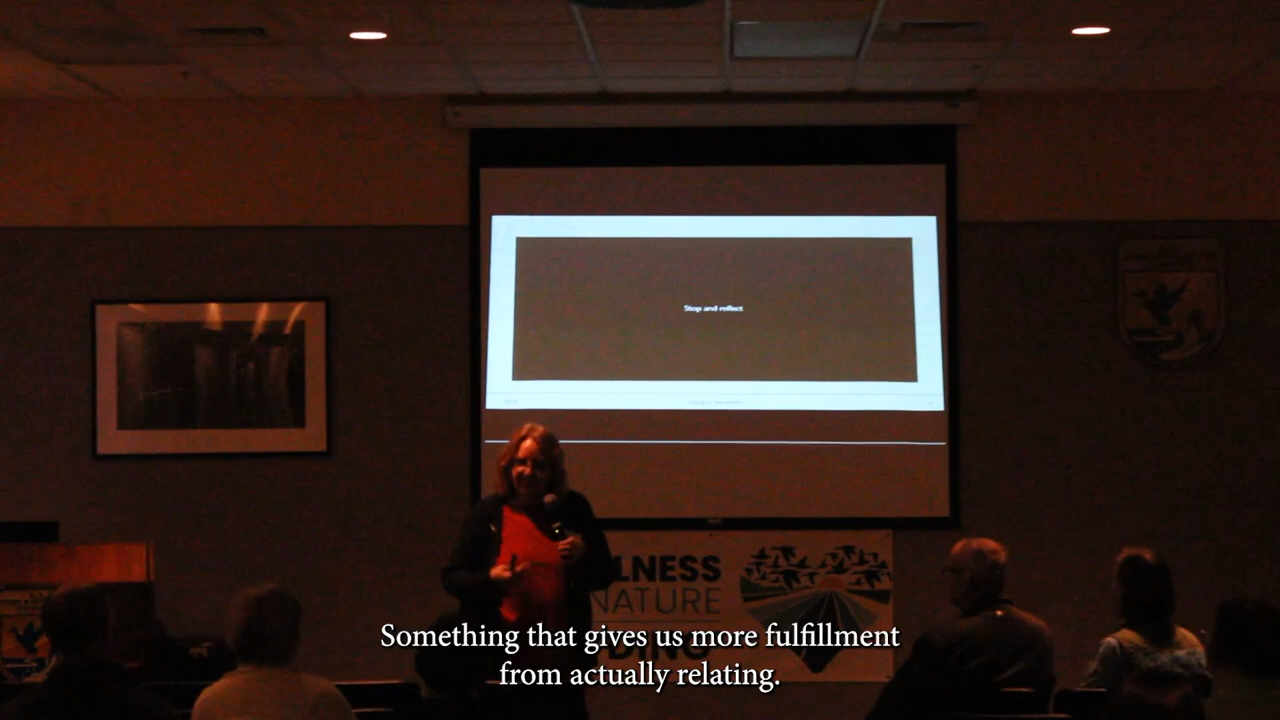 Stop and reflect
LNESS
NATURE
Something that gives us more fulfillment
from actually relating.